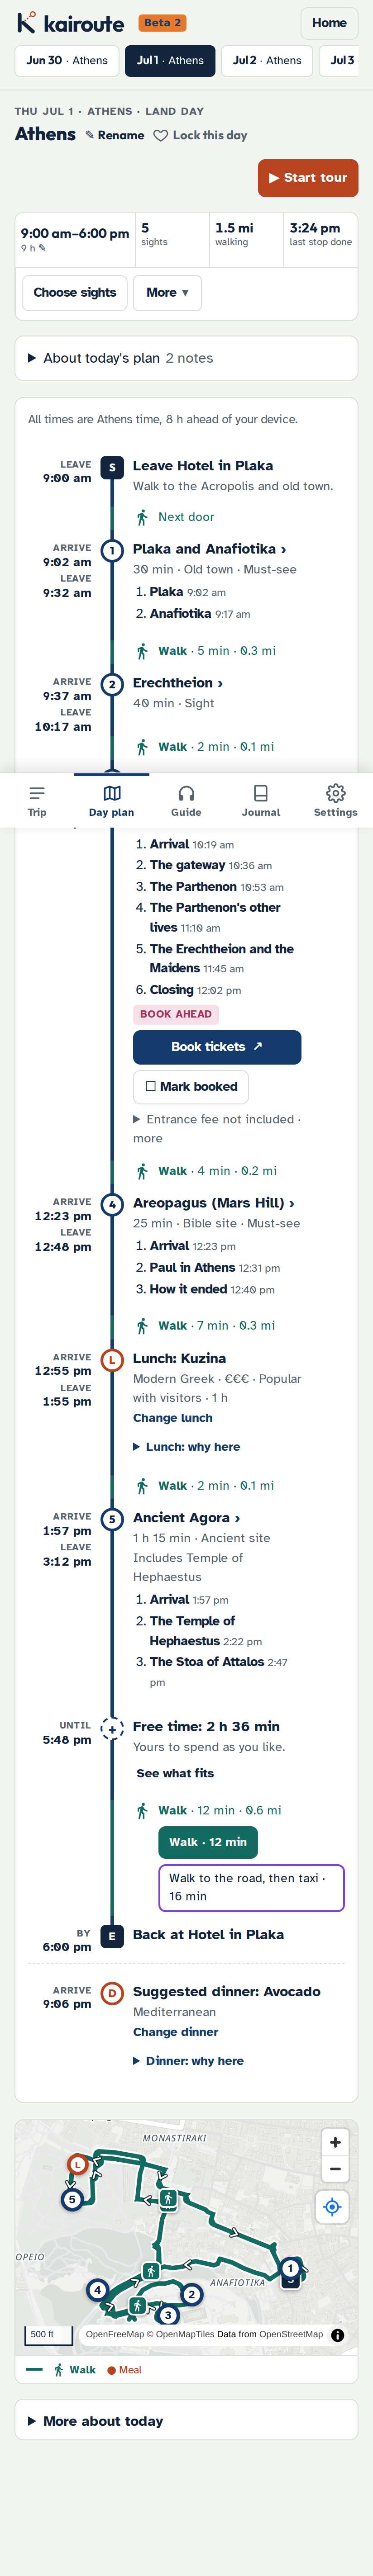 kairoute Beta 2 Home
Jun 30 · Athens Jul 1 · Athens Jul 2 · Athens Jul 3
THU JUL 1 · ATHENS · LAND DAY
Athens ✎ Rename ♡ Lock this day
▶ Start tour
9:00 am–6:00 pm 5 1.5 mi 3:24 pm
9 h ✎ sights walking last stop done
Choose sights More ▾
▶ About today's plan 2 notes
All times are Athens time, 8 h ahead of your device.
LEAVE
9:00 am
S
Leave Hotel in Plaka
Walk to the Acropolis and old town.
Next door
ARRIVE
9:02 am
LEAVE
9:32 am
1
Plaka and Anafiotika ›
30 min · Old town · Must-see
1. Plaka 9:02 am
2. Anafiotika 9:17 am
Walk · 5 min · 0.3 mi
ARRIVE
9:37 am
LEAVE
10:17 am
2
Erechtheion ›
40 min · Sight
Walk · 2 min · 0.1 mi
Trip Day plan Guide Journal Settings
1. Arrival 10:19 am
2. The gateway 10:36 am
3. The Parthenon 10:53 am
4. The Parthenon's other
lives 11:10 am
5. The Erechtheion and the
Maidens 11:45 am
6. Closing 12:02 pm
BOOK AHEAD
Book tickets ↗
☐ Mark booked
▶ Entrance fee not included ·
more
Walk · 4 min · 0.2 mi
ARRIVE
12:23 pm
LEAVE
12:48 pm
4
Areopagus (Mars Hill) ›
25 min · Bible site · Must-see
1. Arrival 12:23 pm
2. Paul in Athens 12:31 pm
3. How it ended 12:40 pm
Walk · 7 min · 0.3 mi
ARRIVE
12:55 pm
LEAVE
1:55 pm
L
Lunch: Kuzina
Modern Greek · €€€ · Popular
with visitors · 1 h
Change lunch
▶ Lunch: why here
Walk · 2 min · 0.1 mi
ARRIVE
1:57 pm
LEAVE
3:12 pm
5
Ancient Agora ›
1 h 15 min · Ancient site
Includes Temple of
Hephaestus
1. Arrival 1:57 pm
2. The Temple of
Hephaestus 2:22 pm
3. The Stoa of Attalos 2:47
pm
UNTIL
5:48 pm
+
Free time: 2 h 36 min
Yours to spend as you like.
See what fits
Walk · 12 min · 0.6 mi
Walk · 12 min
Walk to the road, then taxi ·
16 min
BY
6:00 pm
E
Back at Hotel in Plaka
ARRIVE
9:06 pm
D
Suggested dinner: Avocado
Mediterranean
Change dinner
▶ Dinner: why here
MONASTIRAKI
+
−
L
5
OPEIO
1
ANAFIOTIKA
4
2
3
500 ft
OpenFreeMap © OpenMapTiles Data from OpenStreetMap
Walk Meal
▶ More about today